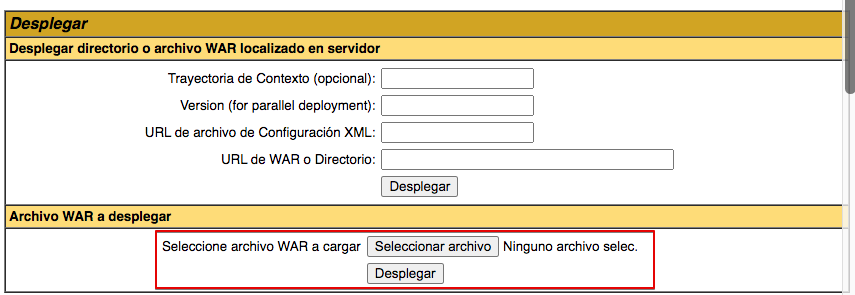 Desplegar
Desplegar directorio o archivo WAR localizado en servidor
Trayectoria de Contexto (opcional):
Version (for parallel deployment):
URL de archivo de Configuración XML:
URL de WAR o Directorio:
Desplegar
Archivo WAR a desplegar
Seleccione archivo WAR a cargar Seleccionar archivo Ninguno archivo selec.
Desplegar